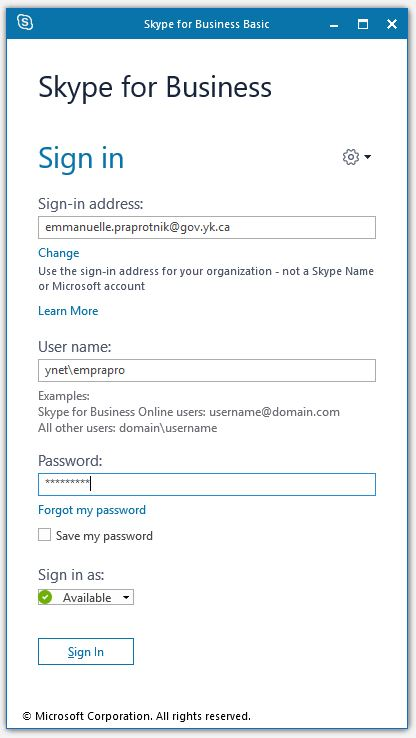 Skype for Business Basic
Skype for Business
Sign in
Sign-in address:
emmanuelle.praprotnik@gov.yk.ca
Change
Use the sign-in address for your organization - not a Skype Name
or Microsoft account
Learn More
User name:
ynet\emprapro
Examples:
Skype for Business Online users: username@domain.com
All other users: domain\username
Password:
*********
Forgot my password
Save my password
Sign in as:
Available
Sign In
© Microsoft Corporation. All rights reserved.